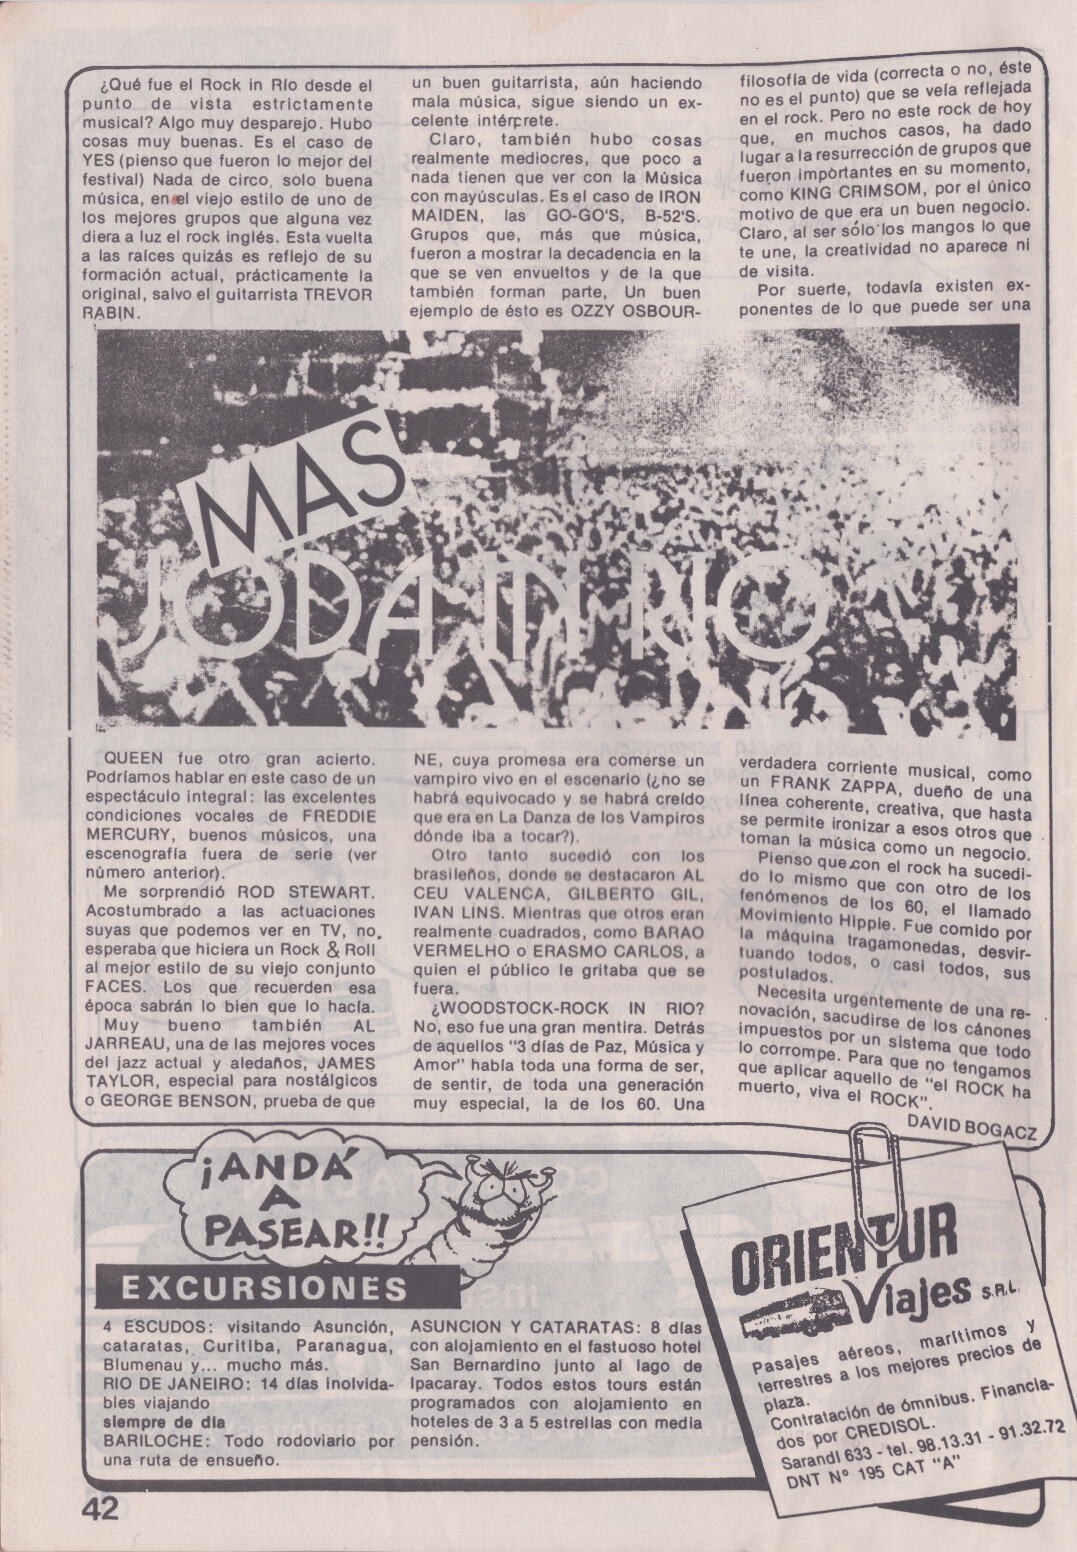 ¿Qué fue el Rock in Río desde el
punto de vista estrictamente
musical? Algo muy desparejo. Hubo
cosas muy buenas. Es el caso de
YES (pienso que fueron lo mejor del
festival) Nada de circo, solo buena
música, en el viejo estilo de uno de
los mejores grupos que alguna vez
diera a luz el rock inglés. Esta vuelta
a las raíces quizás es reflejo de su
formación actual, prácticamente la
original, salvo el guitarrista TREVOR
RABIN.
MAS
JODA IN RIO
QUEEN fue otro gran acierto.
Podríamos hablar en este caso de un
espectáculo integral: las excelentes
condiciones vocales de FREDDIE
MERCURY, buenos músicos, una
escenografía fuera de serie (ver
número anterior).
Me sorprendió ROD STEWART.
Acostumbrado a las actuaciones
suyas que podemos ver en TV, no
esperaba que hiciera un Rock & Roll
al mejor estilo de su viejo conjunto
FACES. Los que recuerden esa
época sabrán lo bien que lo hacía.
Muy bueno también AL
JARREAU, una de las mejores voces
del jazz actual y aledaños, JAMES
TAYLOR, especial para nostálgicos
o GEORGE BENSON, prueba de que
un buen guitarrista, aún haciendo
mala música, sigue siendo un ex-
celente intérprete.
Claro, también hubo cosas
realmente mediocres, que poco a
nada tienen que ver con la Música
con mayúsculas. Es el caso de IRON
MAIDEN, las GO-GO'S, B-52'S.
Grupos que, más que música,
fueron a mostrar la decadencia en la
que se ven envueltos y de la que
también forman parte, Un buen
ejemplo de ésto es OZZY OSBOUR-
NE, cuya promesa era comerse un
vampiro vivo en el escenario (¿no se
habrá equivocado y se habrá creído
que era en La Danza de los Vampiros
dónde iba a tocar?).
Otro tanto sucedió con los
brasileños, donde se destacaron AL
CEU VALENCA, GILBERTO GIL,
IVAN LINS. Mientras que otros eran
realmente cuadrados, como BARAO
VERMELHO o ERASMO CARLOS, a
quien el público le gritaba que se
fuera.
¿WOODSTOCK-ROCK IN RIO?
No, eso fue una gran mentira. Detrás
de aquellos "3 días de Paz, Música y
Amor" había toda una forma de ser,
de sentir, de toda una generación
muy especial, la de los 60. Una
filosofía de vida (correcta o no, éste
no es el punto) que se veía reflejada
en el rock. Pero no este rock de hoy
que, en muchos casos, ha dado
lugar a la resurrección de grupos que
fueron impórtantes en su momento,
como KING CRIMSOM, por el único
motivo de que era un buen negocio.
Claro, al ser sólo los mangos lo que
te une, la creatividad no aparece ni
de visita.
Por suerte, todavía existen ex-
ponentes de lo que puede ser una
verdadera corriente musical, como
un FRANK ZAPPA, dueño de una
línea coherente, creativa, que hasta
se permite ironizar a esos otros que
toman la música como un negocio.
Pienso que con el rock ha sucedi-
do lo mismo que con otro de los
fenómenos de los 60, el llamado
Movimiento Hippie. Fue comido por
la máquina tragamonedas, desvir-
tuando todos, o casi todos, sus
postulados.
Necesita urgentemente de una re-
novación, sacudirse de los cánones
impuestos por un sistema que todo
lo corrompe. Para que no tengamos
que aplicar aquello de "el ROCK ha
muerto, viva el ROCK".
DAVID BOGACZ
¡ANDÁ
A
PASEAR!!
EXCURSIONES
4 ESCUDOS: visitando Asunción,
cataratas, Curitiba, Paranagua,
Blumenau y... mucho más.
RIO DE JANEIRO: 14 días inolvida-
bles viajando
siempre de día
BARILOCHE: Todo rodoviario por
una ruta de ensueño.
ASUNCION Y CATARATAS: 8 días
con alojamiento en el fastuoso hotel
San Bernardino junto al lago de
Ipacaray. Todos estos tours están
programados con alojamiento en
hoteles de 3 a 5 estrellas con media
pensión.
ORIENTUR
Viajes S.R.L.
Pasajes aéreos, marítimos y
terrestres a los mejores precios de
plaza.
Contratación de ómnibus. Financia-
dos por CREDISOL.
Sarandí 633 - tel. 98.13.31 - 91.32.72
DNT Nº 195 CAT "A"
42